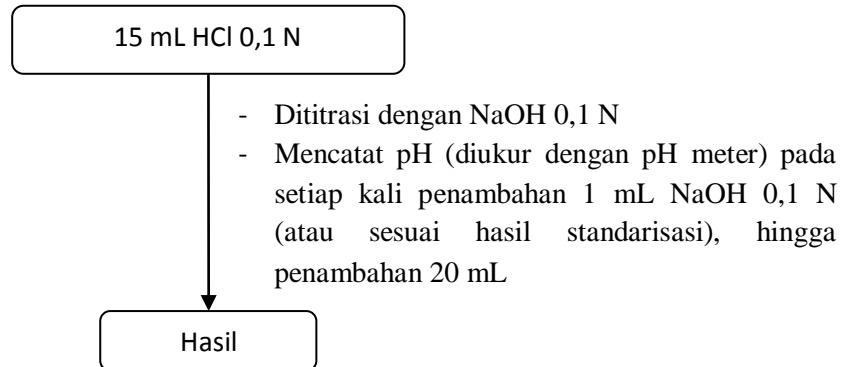 15 mL HCl 0,1 N
- Dititrasi dengan NaOH 0,1 N
- Mencatat pH (diukur dengan pH meter) pada
setiap kali penambahan 1 mL NaOH 0,1 N
(atau sesuai hasil standarisasi), hingga
penambahan 20 mL
Hasil